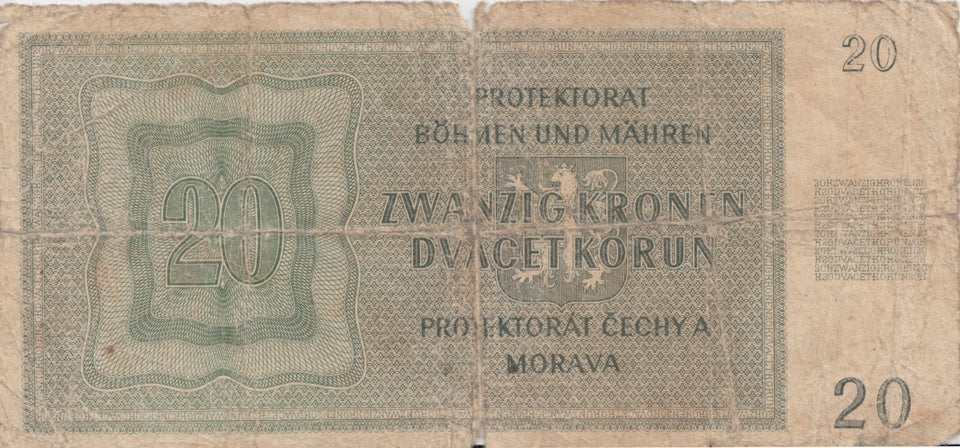 20
PROTEKTORAT
BÖHMEN UND MÄHREN
20
ZWANZIG KRONEN
DVACET KORUN
PROTEKTORÁT ČECHY A
MORAVA
20